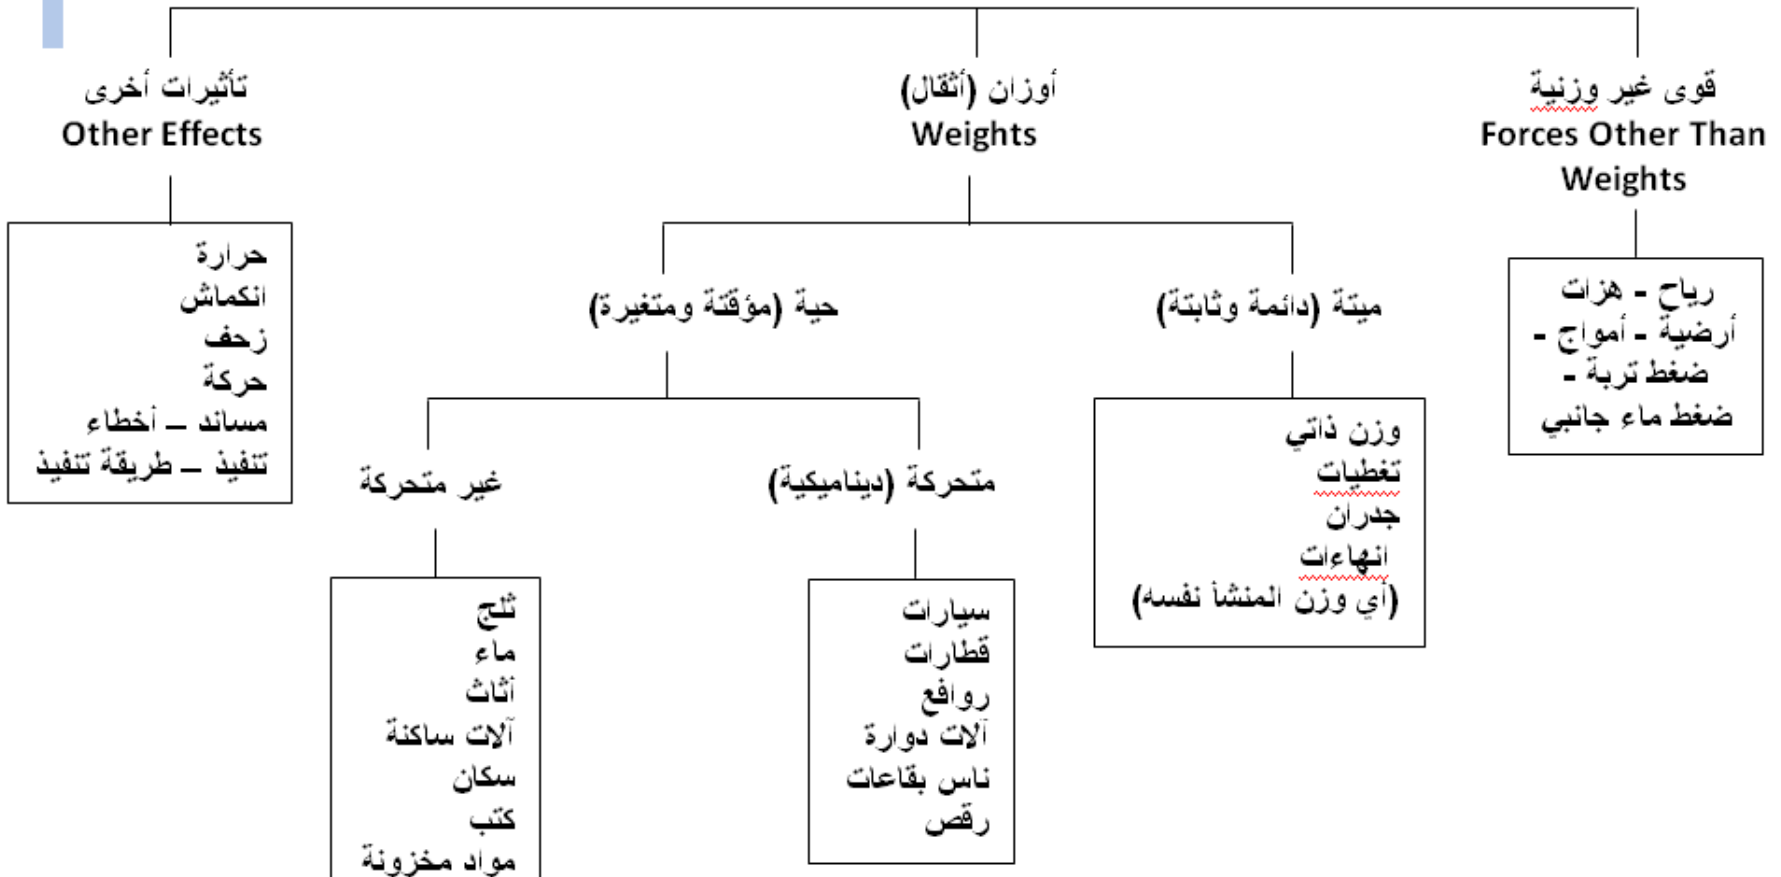 قوى غير وزنية
Forces Other Than
Weights
رياح - هزات
أرضية - أمواج -
ضغط تربة -
ضغط ماء جانبي
أوزان (أثقال)
Weights
ميتة (دائمة وثابتة)
وزن ذاتي
تغطيات
جدران
انهاءات
(أي وزن المنشأ نفسه)
حية (مؤقتة ومتغيرة)
متحركة (ديناميكية)
سيارات
قطارات
روافع
آلات دوارة
ناس بقاعات
رقص
غير متحركة
ثلج
ماء
أثاث
آلات ساكنة
سكان
كتب
مواد مخزونة
تأثيرات أخرى
Other Effects
حرارة
انكماش
زحف
حركة
مساند – أخطاء
تنفيذ – طريقة تنفيذ